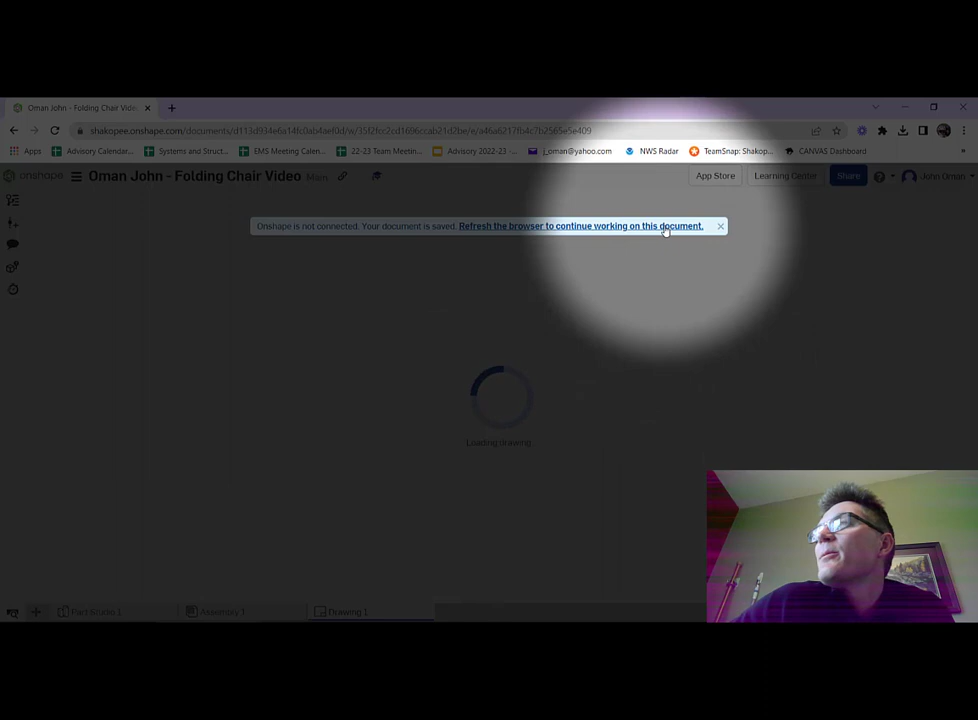 Oman John - Folding Chair Vide
shakopee.onshape.com/documents/d113d934e6a14fc0ab4aef0d/w/35f2fcc2cd1696ccab21d2be/e/a46a6217fb4c7b2565e5e409
Apps Advisory Calendar... Systems and Struct... EMS Meeting Calen... 22-23 Team Meetin... Advisory 2022-23 -... j_oman@yahoo.com NWS Radar TeamSnap: Shakop... CANVAS Dashboard
onshape Oman John - Folding Chair Video Main App Store Learning Center Share John Oman
Onshape is not connected. Your document is saved. Refresh the browser to continue working on this document.
Loading drawing
Part Studio 1 Assembly 1 Drawing 1